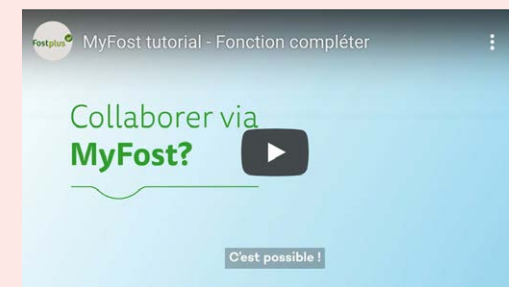 Fostplus
MyFost tutorial - Fonction compléter
Collaborer via
MyFost?
C'est possible !